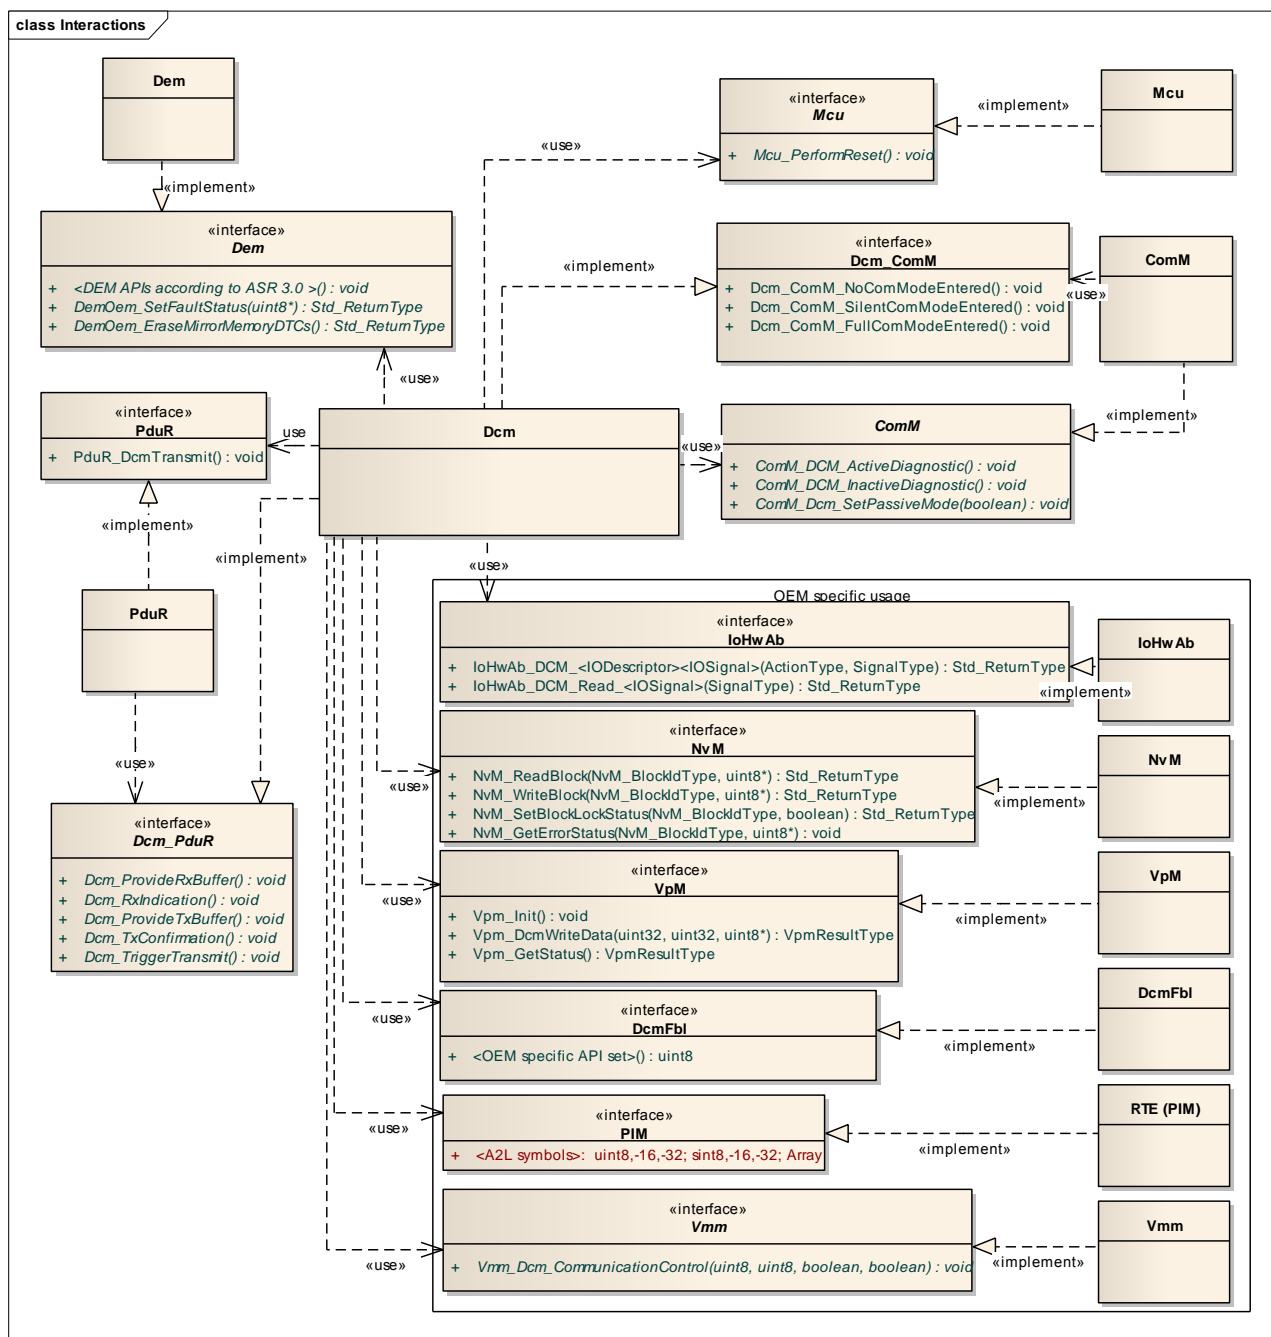 class Interactions
Dem
«implement»
«interface»
Dem
+ <DEM APIs according to ASR 3.0 >() : void
+ DemOem_SetFaultStatus(uint8*) : Std_ReturnType
+ DemOem_EraseMirrorMemoryDTCs() : Std_ReturnType
«use»
«interface»
Mcu
+ Mcu_PerformReset() : void
«implement»
Mcu
«use»
«implement»
«interface»
Dcm_ComM
+ Dcm_ComM_NoComModeEntered() : void
+ Dcm_ComM_SilentComModeEntered() : void
+ Dcm_ComM_FullComModeEntered() : void
«use»
ComM
«implement»
«interface»
PduR
+ PduR_DcmTransmit() : void
use
Dcm
«use»
ComM
+ ComM_DCM_ActiveDiagnostic() : void
+ ComM_DCM_InactiveDiagnostic() : void
+ ComM_Dcm_SetPassiveMode(boolean) : void
«implement»
«implement»
PduR
«use»
«interface»
Dcm_PduR
+ Dcm_ProvideRxBuffer() : void
+ Dcm_RxIndication() : void
+ Dcm_ProvideTxBuffer() : void
+ Dcm_TxConfirmation() : void
+ Dcm_TriggerTransmit() : void
«use»
OEM specific usage
«interface»
IoHwAb
+ IoHwAb_DCM_<IODescriptor><IOSignal>(ActionType, SignalType) : Std_ReturnType
+ IoHwAb_DCM_Read_<IOSignal>(SignalType) : Std_ReturnType
«implement»
IoHwAb
«use»
«interface»
NvM
+ NvM_ReadBlock(NvM_BlockIdType, uint8*) : Std_ReturnType
+ NvM_WriteBlock(NvM_BlockIdType, uint8*) : Std_ReturnType
+ NvM_SetBlockLockStatus(NvM_BlockIdType, boolean) : Std_ReturnType
+ NvM_GetErrorStatus(NvM_BlockIdType, uint8*) : void
«implement»
NvM
«use»
«interface»
VpM
+ Vpm_Init() : void
+ Vpm_DcmWriteData(uint32, uint32, uint8*) : VpmResultType
+ Vpm_GetStatus() : VpmResultType
«implement»
VpM
«use»
«interface»
DcmFbl
+ <OEM specific API set>() : uint8
«implement»
DcmFbl
«use»
«interface»
PIM
+ <A2L symbols>: uint8,-16,-32; sint8,-16,-32; Array
«implement»
RTE (PIM)
«use»
«interface»
Vmm
+ Vmm_Dcm_CommunicationControl(uint8, uint8, boolean, boolean) : void
«implement»
Vmm